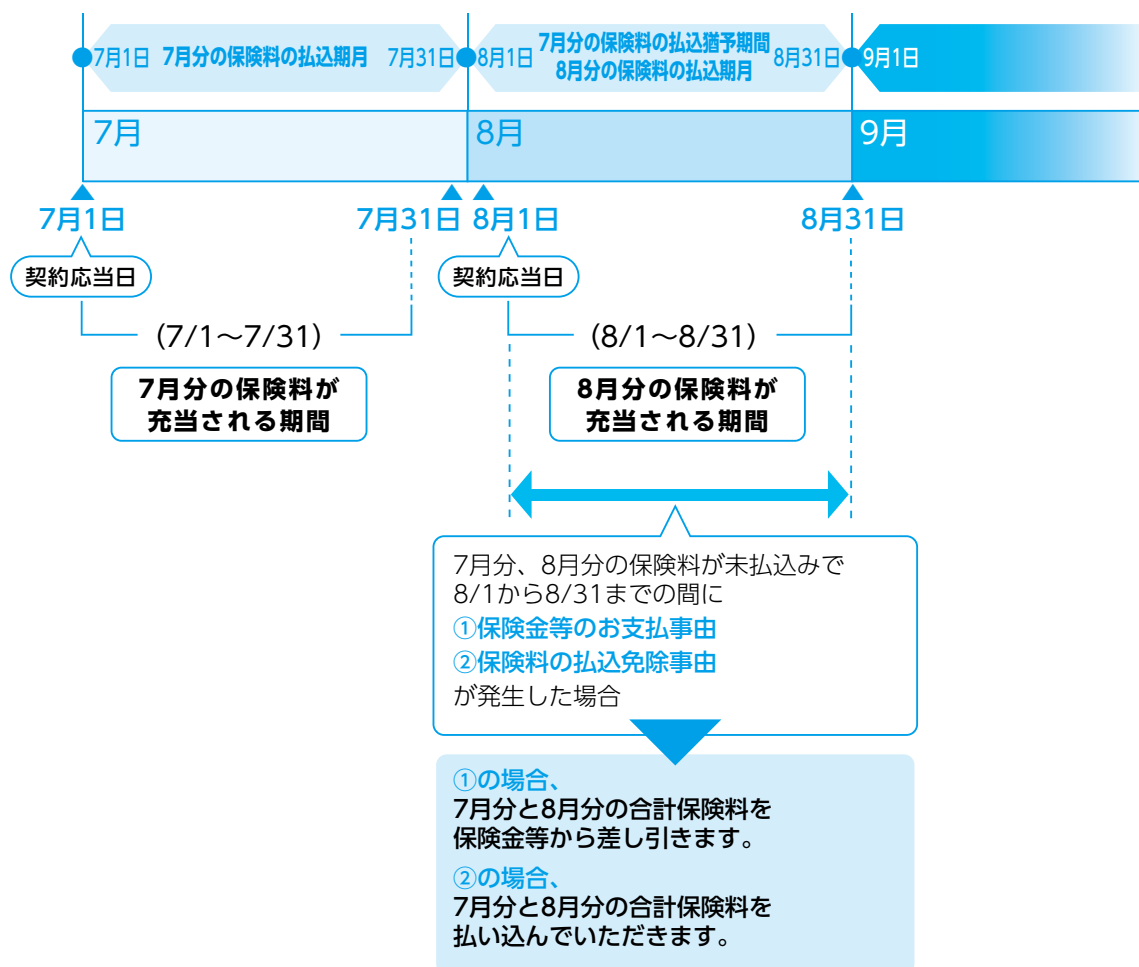 7月1日 7月分の保険料の払込期月 7月31日
8月1日 7月分の保険料の払込猶予期間 8月31日
8月分の保険料の払込期月
9月1日
7月
8月
9月
7月1日
7月31日
8月1日
8月31日
契約応当日
契約応当日
(7/1~7/31)
(8/1~8/31)
7月分の保険料が
充当される期間
8月分の保険料が
充当される期間
7月分、8月分の保険料が未払込みで
8/1から8/31までの間に
①保険金等のお支払事由
②保険料の払込免除事由
が発生した場合
①の場合、
7月分と8月分の合計保険料を
保険金等から差し引きます。
②の場合、
7月分と8月分の合計保険料を
払い込んでいただきます。